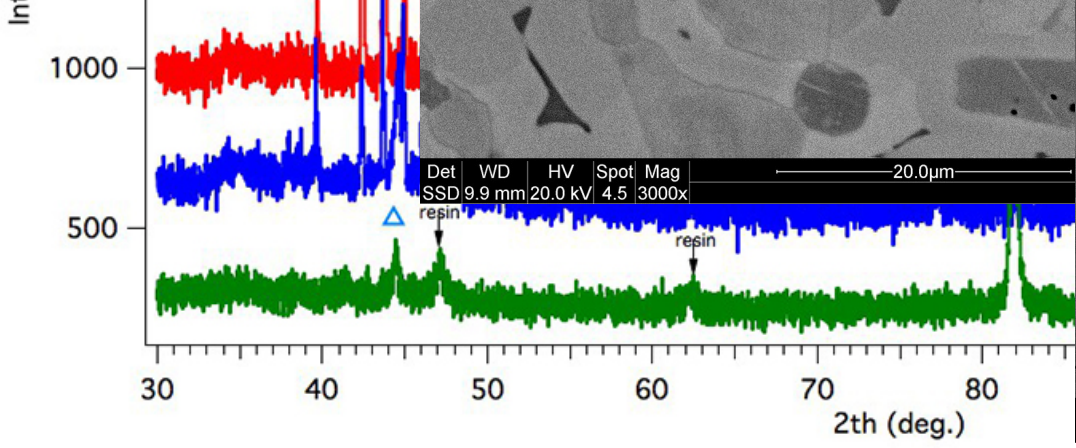 Int
1000
Det WD HV Spot Mag
20.0µm
SSD 9.9 mm 20.0 kV 4.5 3000x
resin
500
resin
30 40 50 60 70 80
2th (deg.)